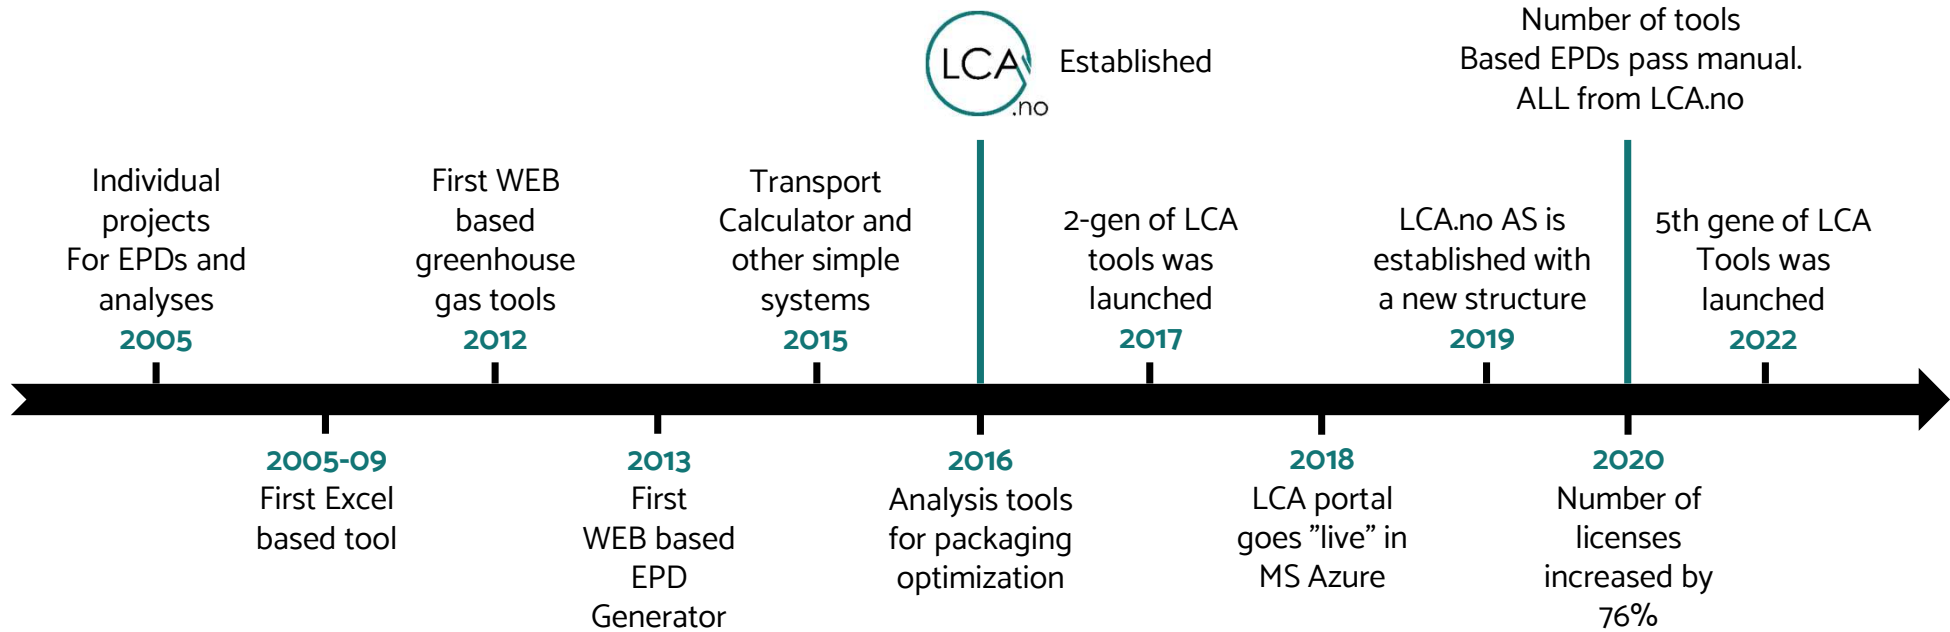 LCA
.no
Established
Number of tools
Based EPDs pass manual.
ALL from LCA.no
Individual
projects
For EPDs and
analyses
2005
First WEB
based
greenhouse
gas tools
2012
Transport
Calculator and
other simple
systems
2015
2-gen of LCA
tools was
launched
2017
LCA.no AS is
established with
a new structure
2019
5th gene of LCA
Tools was
launched
2022
2005-09
First Excel
based tool
2013
First
WEB based
EPD
Generator
2016
Analysis tools
for packaging
optimization
2018
LCA portal
goes ”live” in
MS Azure
2020
Number of
licenses
increased by
76%